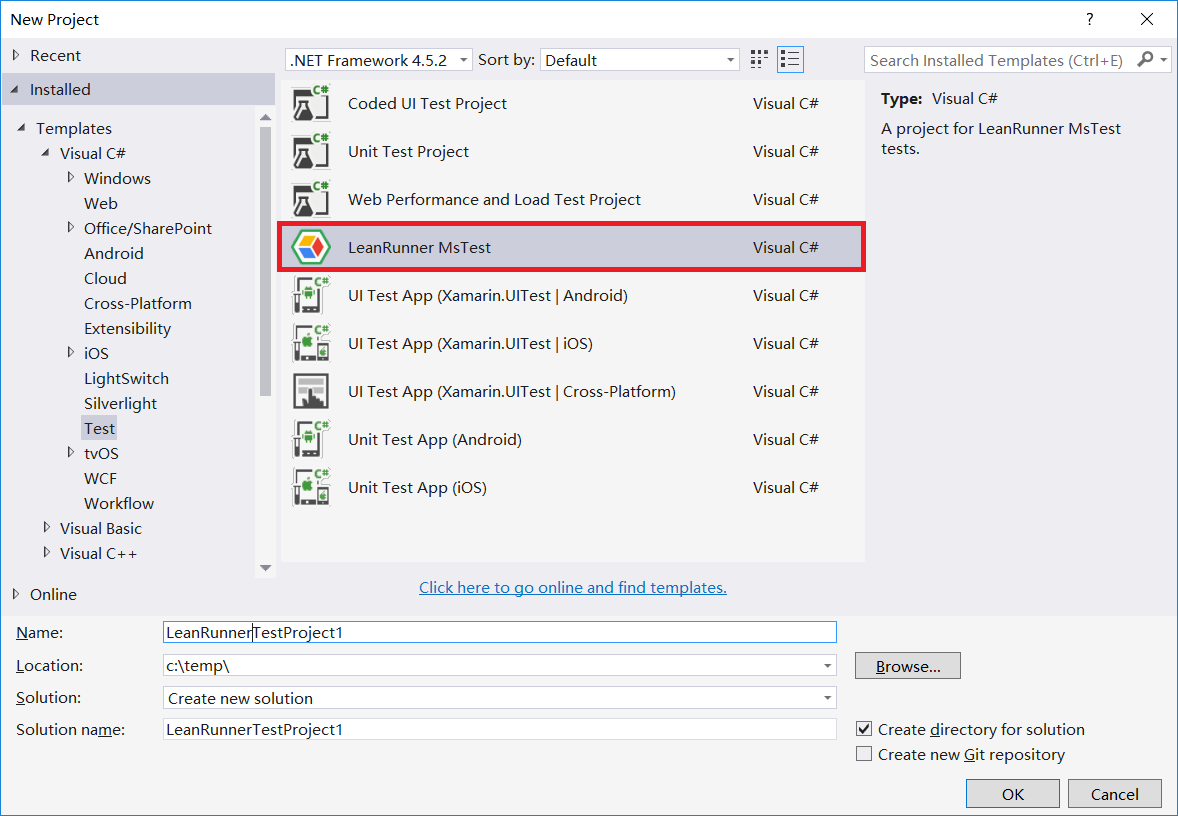 New Project
?
Recent
.NET Framework 4.5.2 Sort by: Default
Search Installed Templates (Ctrl+E)
Installed
Templates
Visual C#
Windows
Web
Office/SharePoint
Android
Cloud
Cross-Platform
Extensibility
iOS
LightSwitch
Silverlight
Test
tvOS
WCF
Workflow
Visual Basic
Visual C++
Online
C# Coded UI Test Project Visual C#
C# Unit Test Project Visual C#
C# Web Performance and Load Test Project Visual C#
LeanRunner MsTest Visual C#
C# UI Test App (Xamarin.UITest | Android) Visual C#
C# UI Test App (Xamarin.UITest | iOS) Visual C#
UI Test App (Xamarin.UITest | Cross-Platform) Visual C#
C# Unit Test App (Android) Visual C#
C# Unit Test App (iOS) Visual C#
Click here to go online and find templates.
Type: Visual C#
A project for LeanRunner MsTest
tests.
Name: LeanRunnerTestProject1
Location: c:\temp\ Browse...
Solution: Create new solution
Solution name: LeanRunnerTestProject1
Create directory for solution
Create new Git repository
OK Cancel